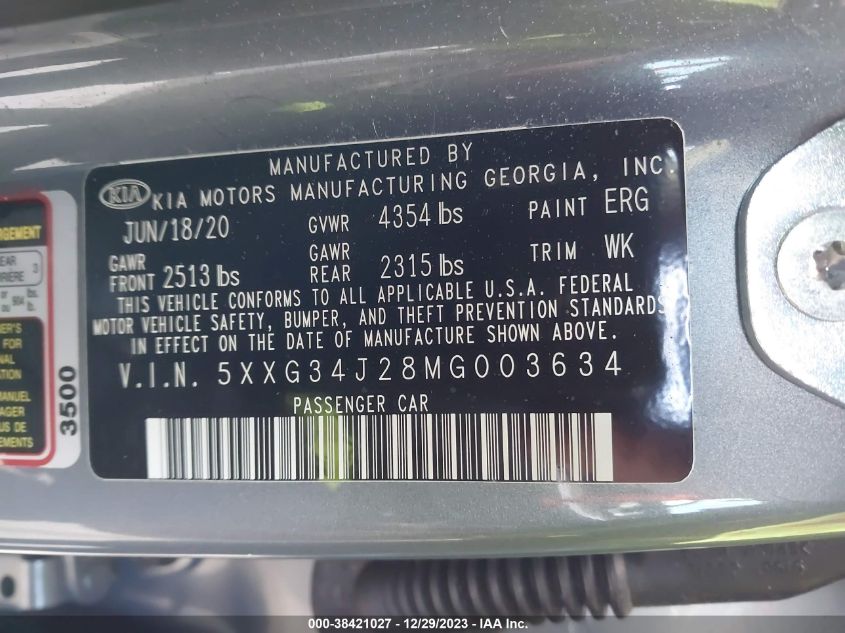 MANUFACTURED BY
KIA KIA MOTORS MANUFACTURING GEORGIA, INC.
JUN/18/20 GVWR 4354 lbs PAINT ERG
GAWR FRONT 2513 lbs GAWR REAR 2315 lbs TRIM WK
THIS VEHICLE CONFORMS TO ALL APPLICABLE U.S.A. FEDERAL
MOTOR VEHICLE SAFETY, BUMPER, AND THEFT PREVENTION STANDARDS
IN EFFECT ON THE DATE OF MANUFACTURE SHOWN ABOVE.
V.I.N. 5XXG34J28MG003634
PASSENGER CAR
3
3500
000-38421027 - 12/29/2023 - IAA Inc.